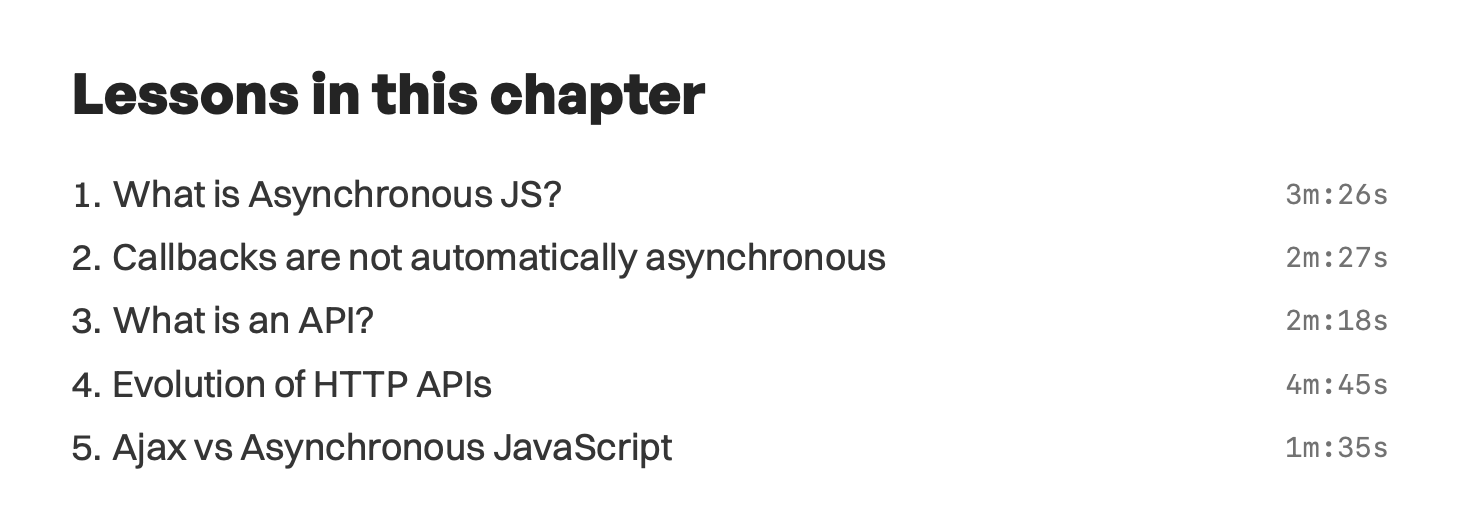 Lessons in this chapter
1. What is Asynchronous JS? 3m:26s
2. Callbacks are not automatically asynchronous 2m:27s
3. What is an API? 2m:18s
4. Evolution of HTTP APIs 4m:45s
5. Ajax vs Asynchronous JavaScript 1m:35s